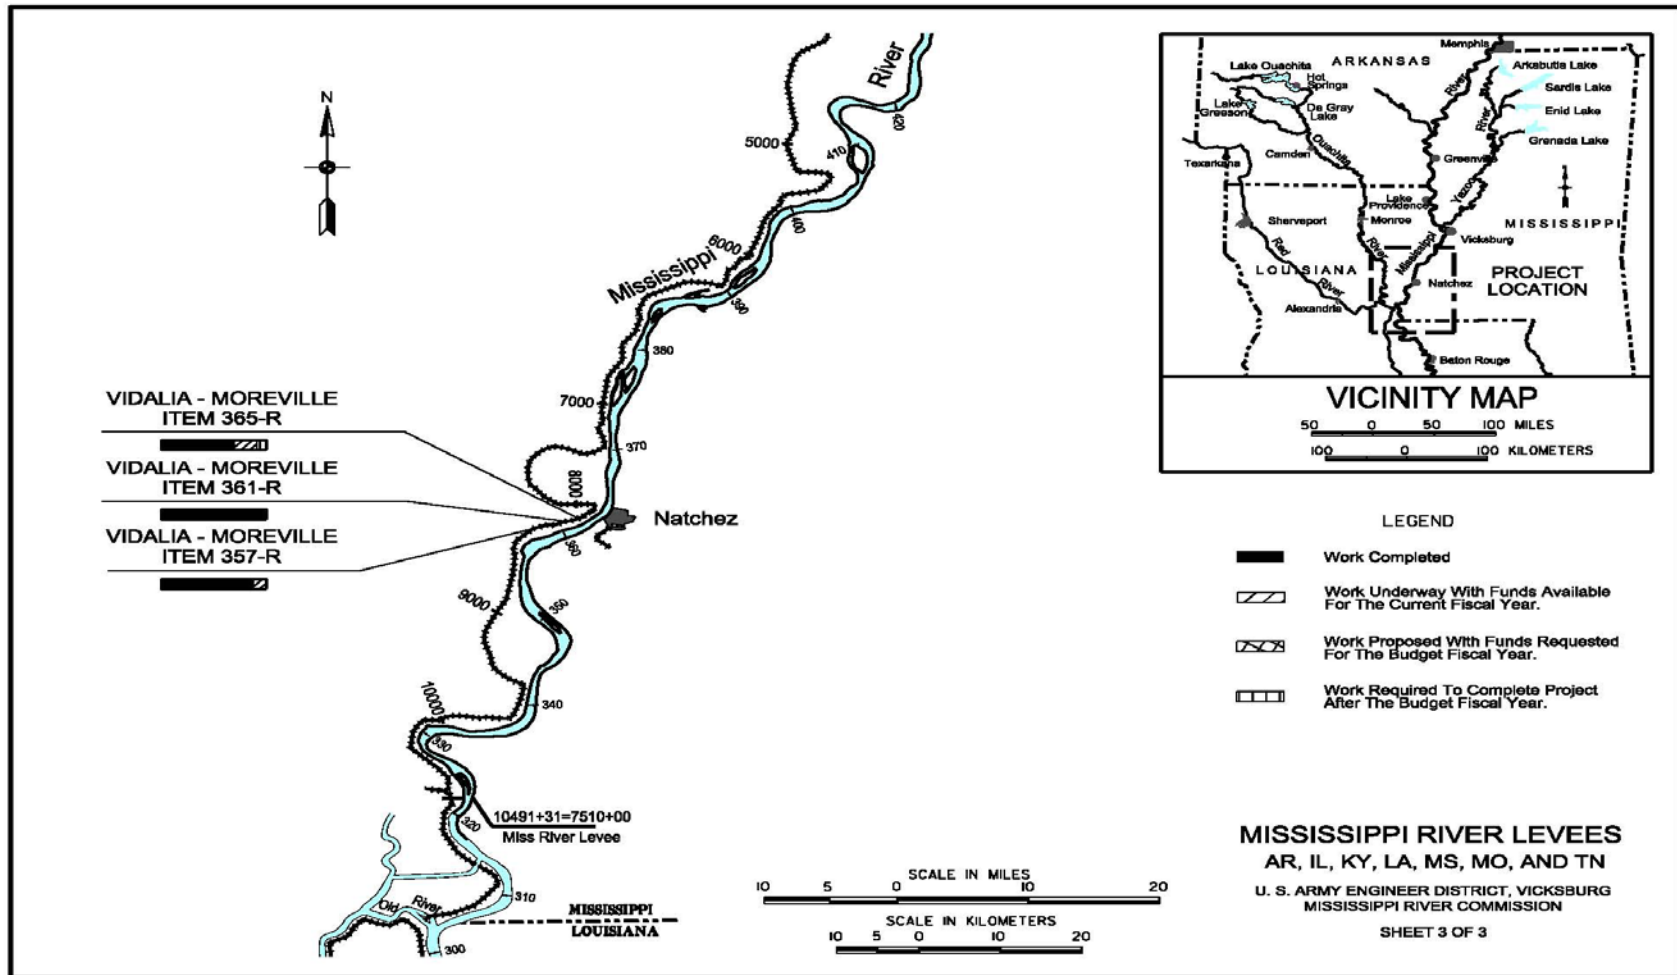 N
River
Mississippi
5000
6000
7000
8000
9000
10000
420
410
400
390
380
370
360
350
340
330
320
310
300
VIDALIA - MOREVILLE
ITEM 365-R
VIDALIA - MOREVILLE
ITEM 361-R
VIDALIA - MOREVILLE
ITEM 357-R
Natchez
10491+31=7510+00
Miss River Levee
Old River
MISSISSIPPI
LOUISIANA
SCALE IN MILES
10 5 0 10 20
SCALE IN KILOMETERS
10 5 0 10 20
Memphis
ARKANSAS
Lake Ouachita
Hot
Springs
Arkabutla Lake
Sardis Lake
Enid Lake
Grenada Lake
Lake
Greeson
De Gray
Lake
River
River
Ouachita
Camden
Texarkana
Greenville
Yazoo
Lake
Providence
MISSISSIPPI
Sherveport
Monroe
Vicksburg
Red
River
River
Mississippi
LOUISIANA
Natchez
PROJECT
LOCATION
Alexandria
Baton Rouge
VICINITY MAP
50 0 50 100 MILES
100 0 100 KILOMETERS
LEGEND
Work Completed
Work Underway With Funds Available
For The Current Fiscal Year.
Work Proposed With Funds Requested
For The Budget Fiscal Year.
Work Required To Complete Project
After The Budget Fiscal Year.
MISSISSIPPI RIVER LEVEES
AR, IL, KY, LA, MS, MO, AND TN
U. S. ARMY ENGINEER DISTRICT, VICKSBURG
MISSISSIPPI RIVER COMMISSION
SHEET 3 OF 3